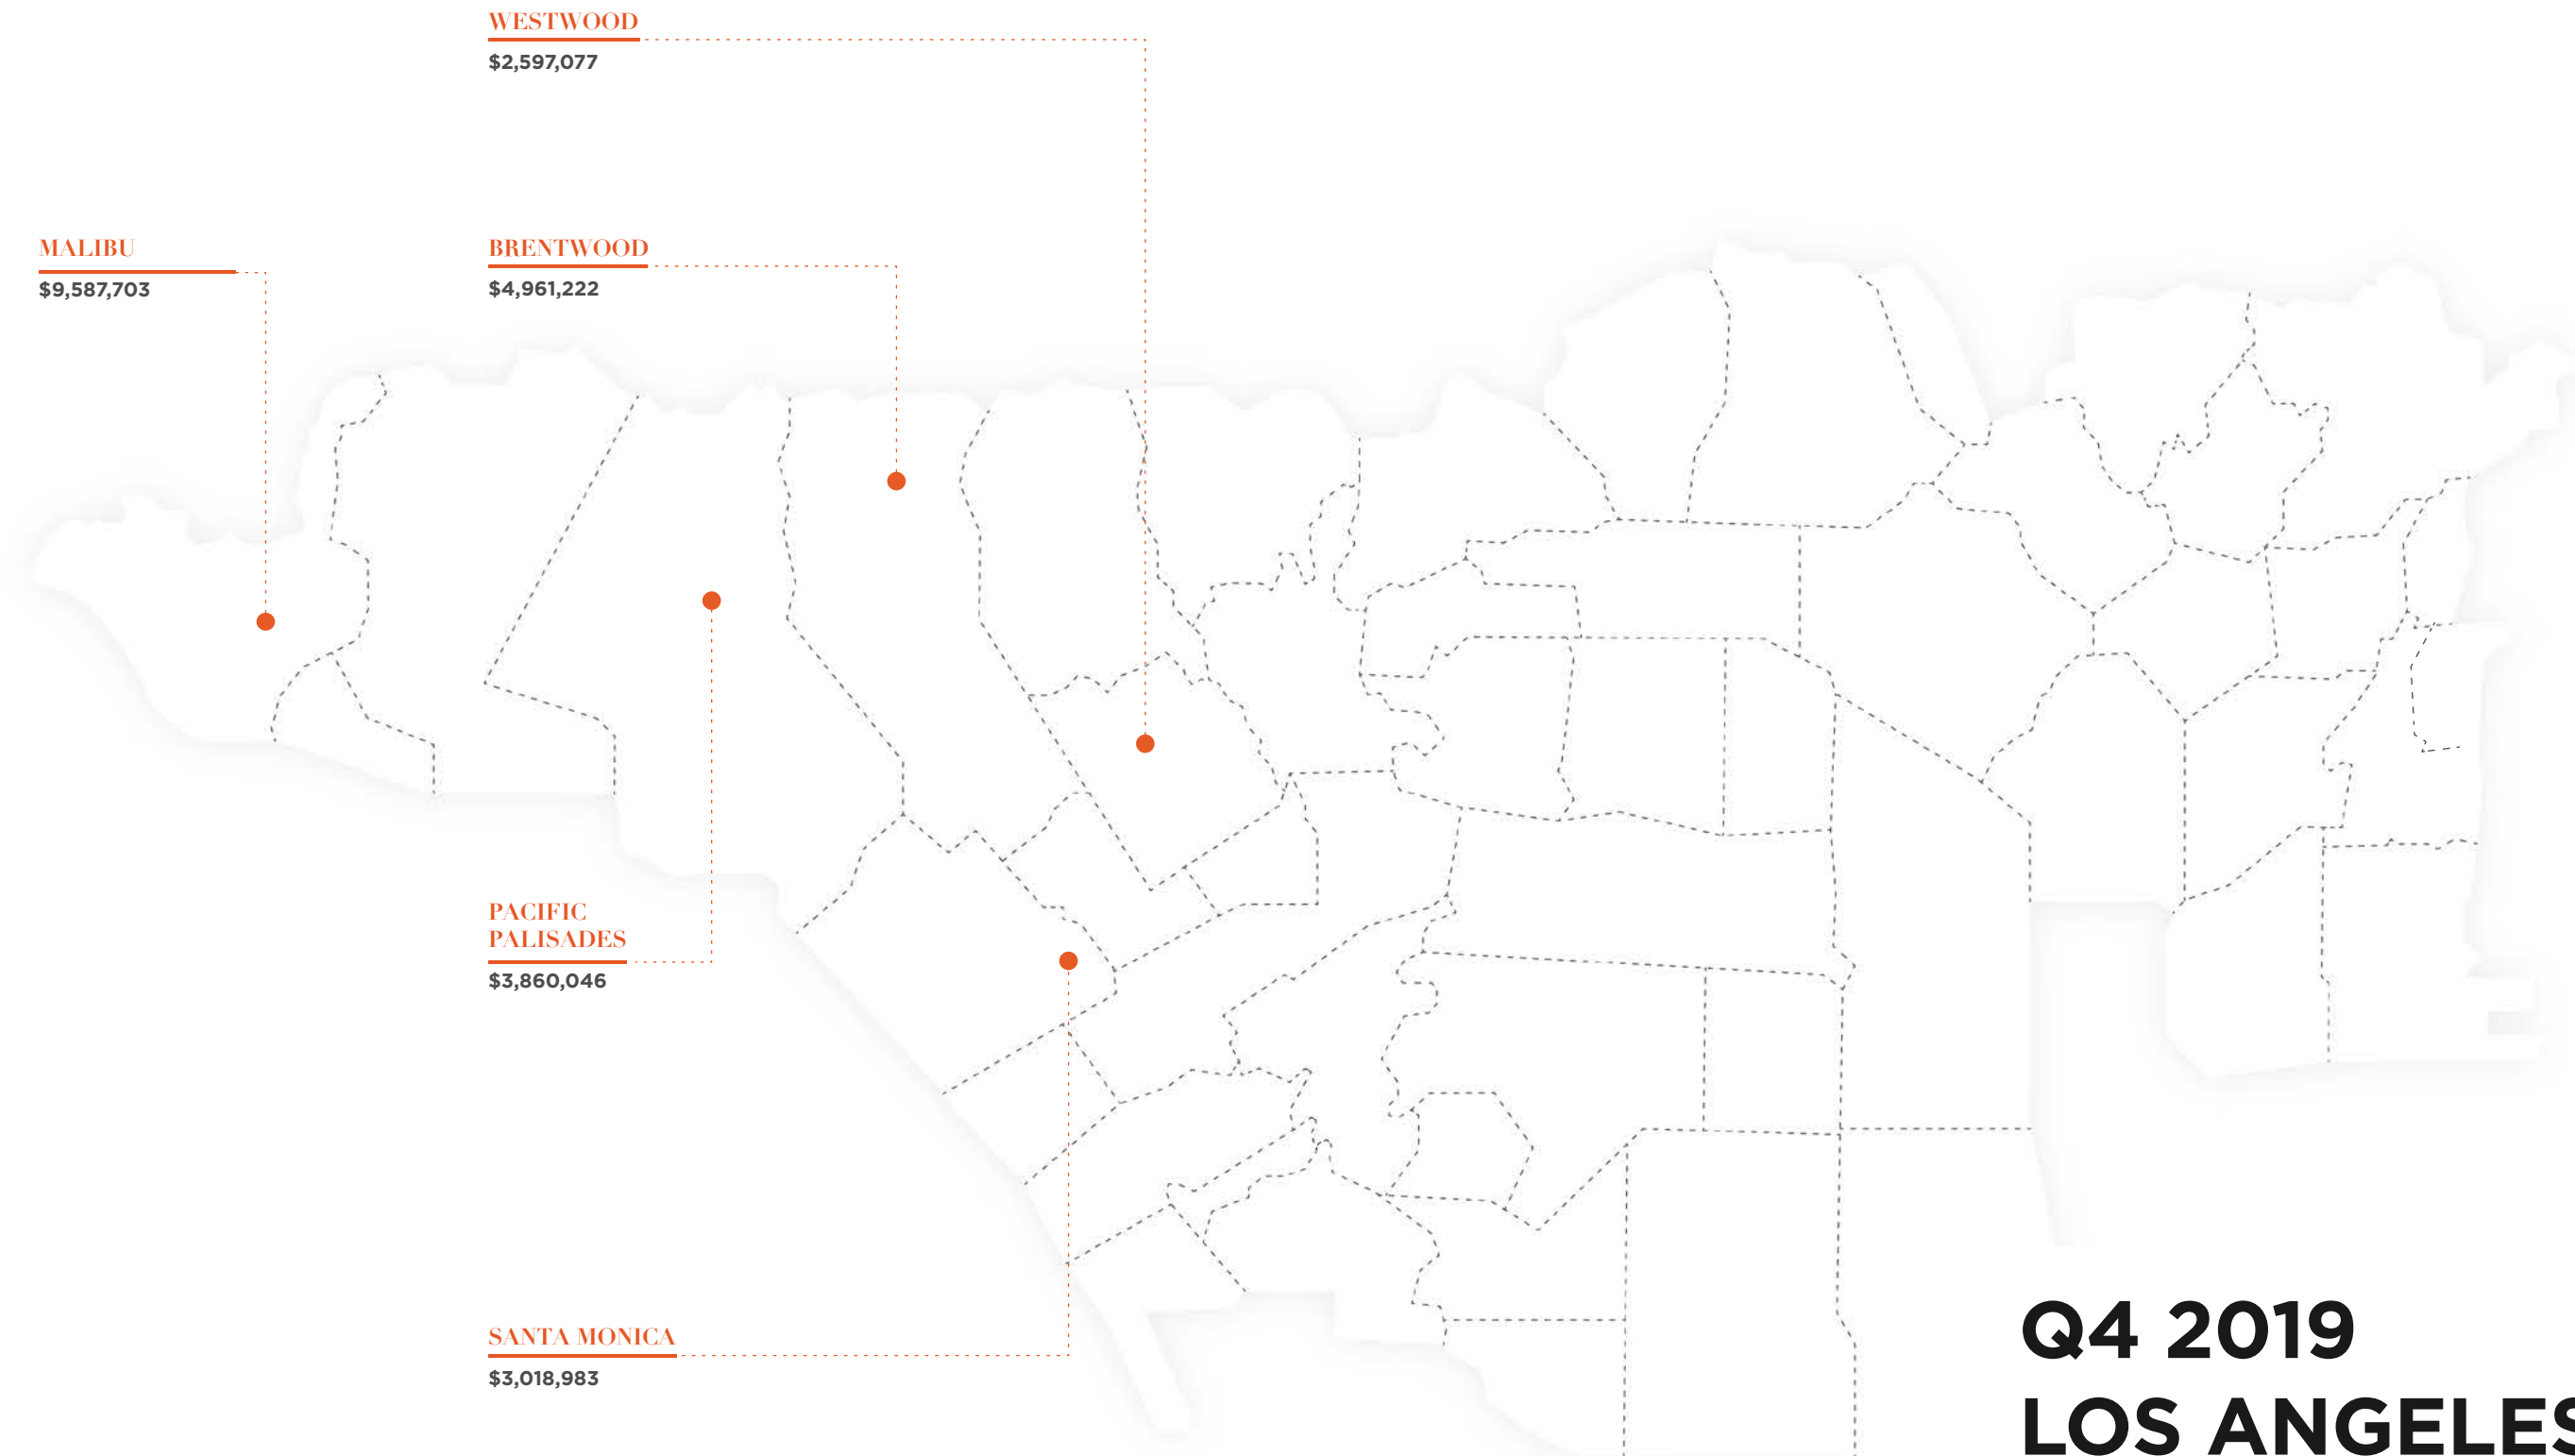 WESTWOOD
$2,597,077
MALIBU
$9,587,703
BRENTWOOD
$4,961,222
PACIFIC
PALISADES
$3,860,046
SANTA MONICA
$3,018,983
Q4 2019
LOS ANGELES